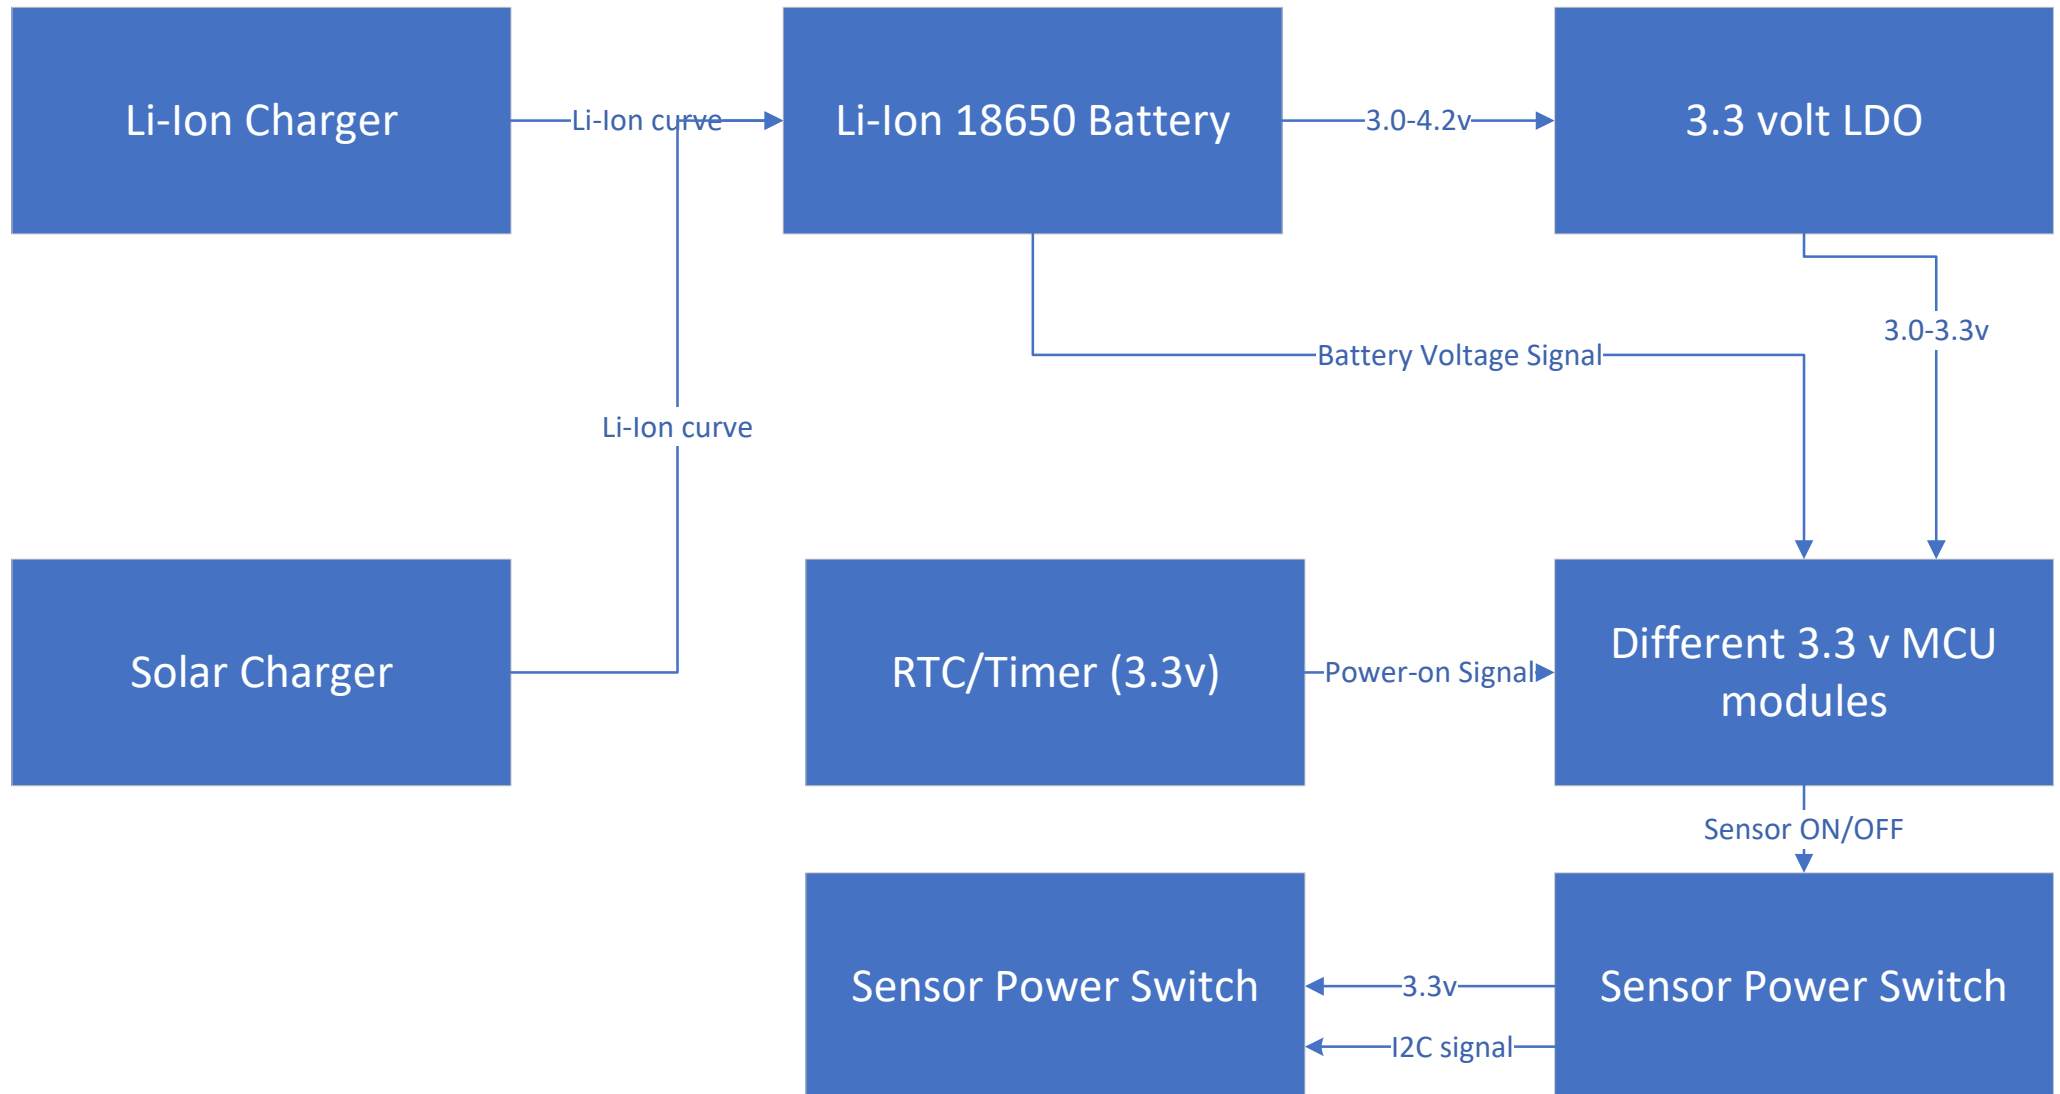 Li-Ion Charger
Li-Ion curve
Li-Ion 18650 Battery
3.0-4.2v
3.3 volt LDO
3.0-3.3v
Battery Voltage Signal
Li-Ion curve
Solar Charger
RTC/Timer (3.3v)
Power-on Signal
Different 3.3 v MCU
modules
Sensor ON/OFF
Sensor Power Switch
3.3v
I2C signal
Sensor Power Switch